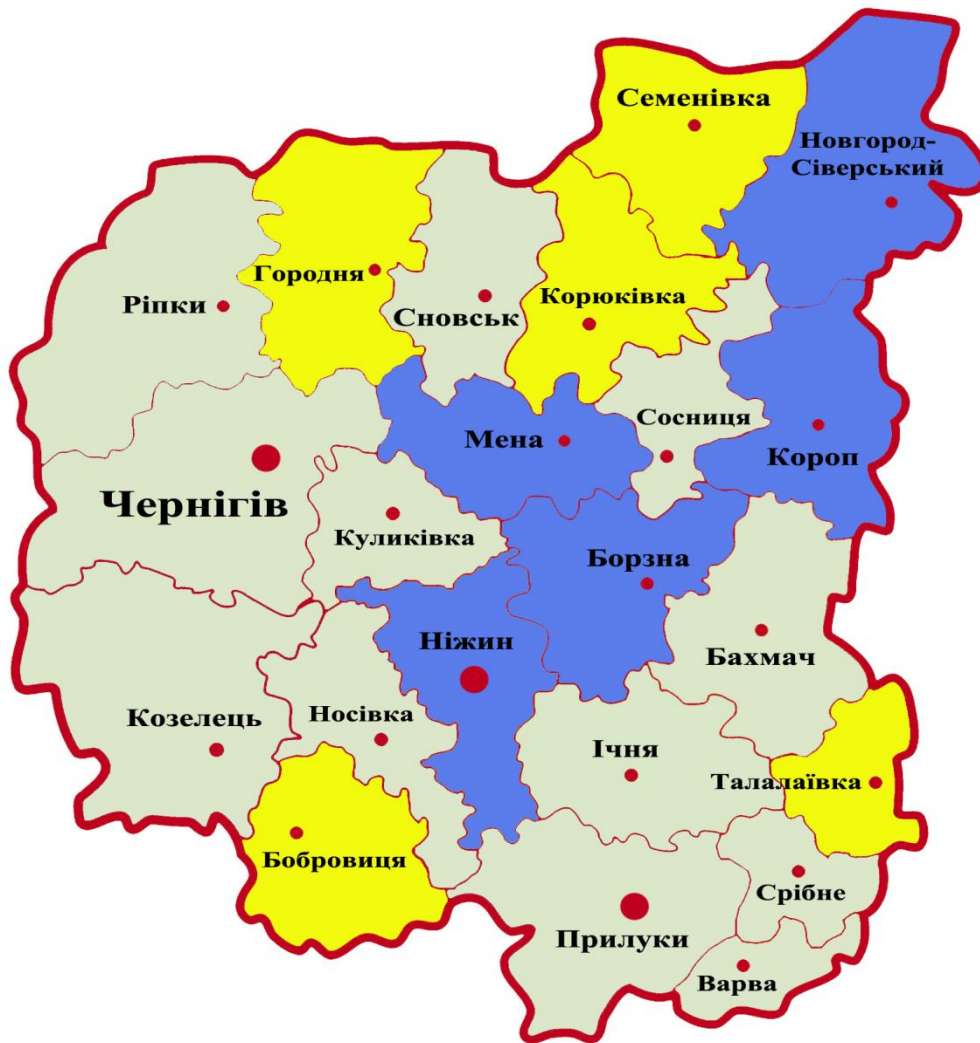 Семенівка
Новгород-
Сіверський
Городня
Корюківка
Ріпки
Сновськ
Сосниця
Мена
Короп
Чернігів
Куликівка
Борзна
Ніжин
Бахмач
Козелець
Носівка
Ічня
Талалаївка
Бобровиця
Срібне
Прилуки
Варва